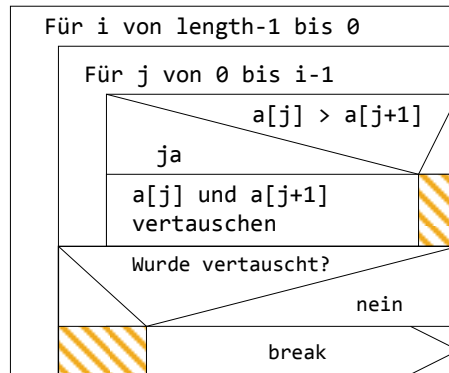 Für i von length-1 bis 0
Für j von 0 bis i-1
a[j] > a[j+1]
ja
a[j] und a[j+1]
vertauschen
Wurde vertauscht?
nein
break